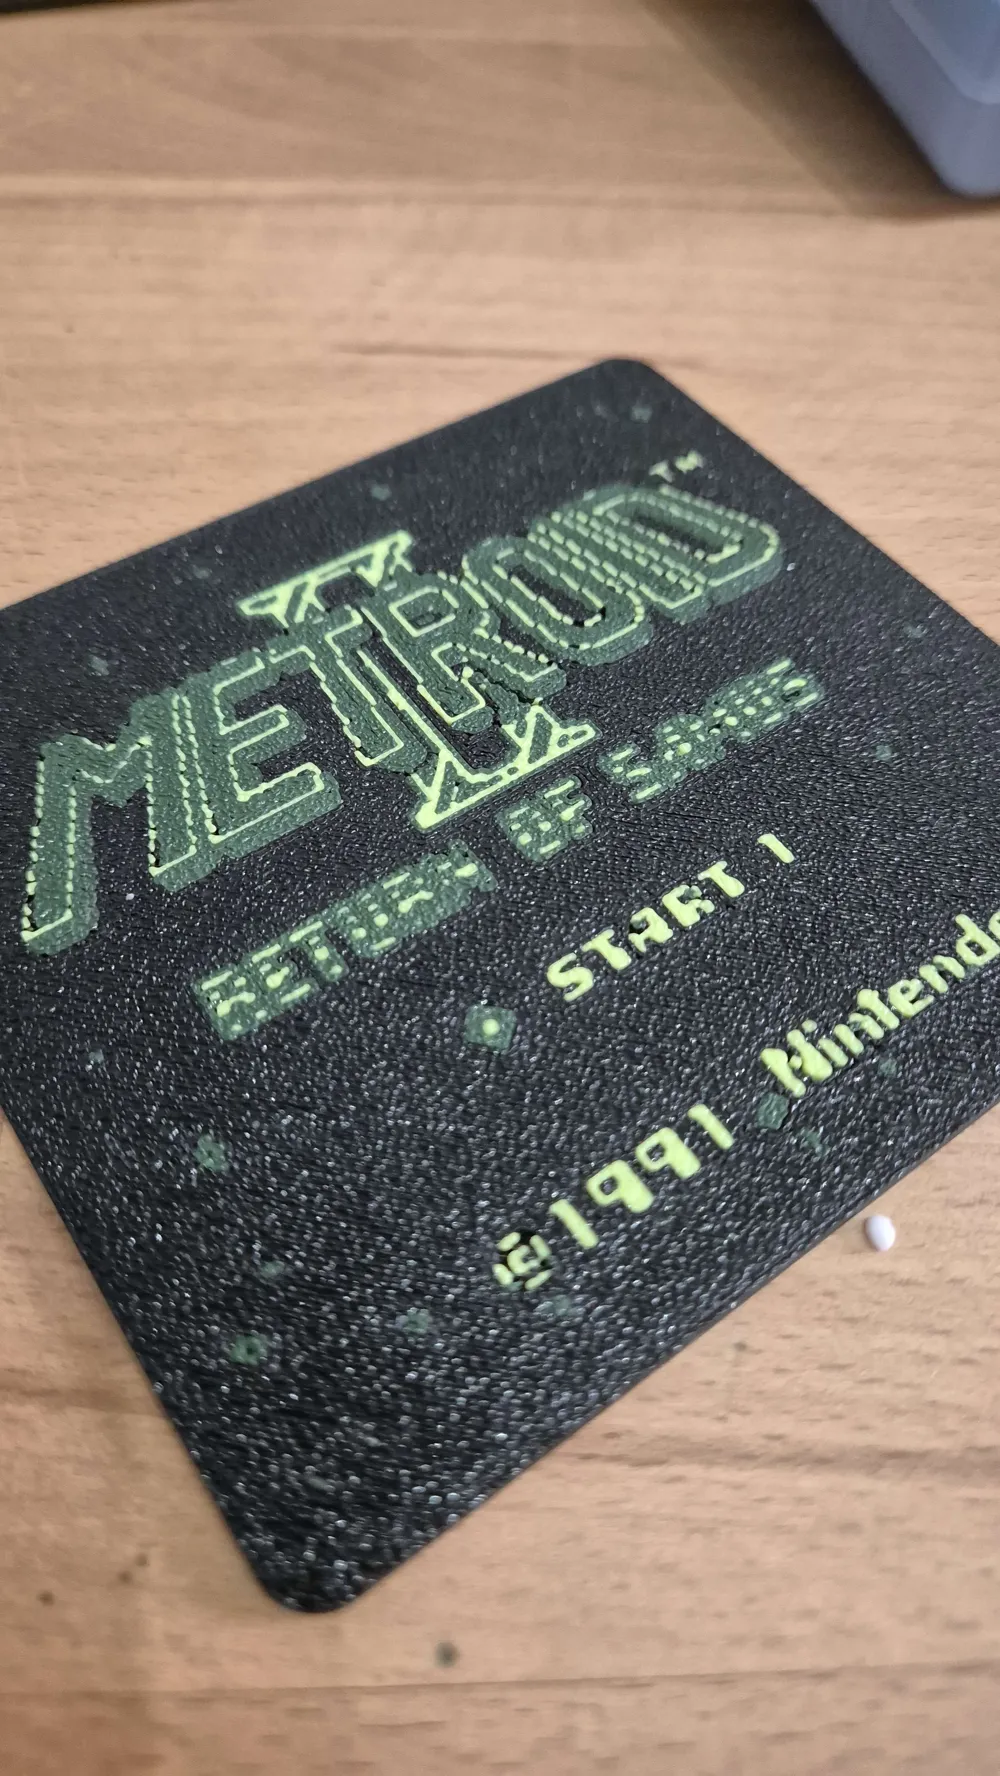 METROID™
II
RETURN OF SAMUS
START 1
©1991 Nintendo